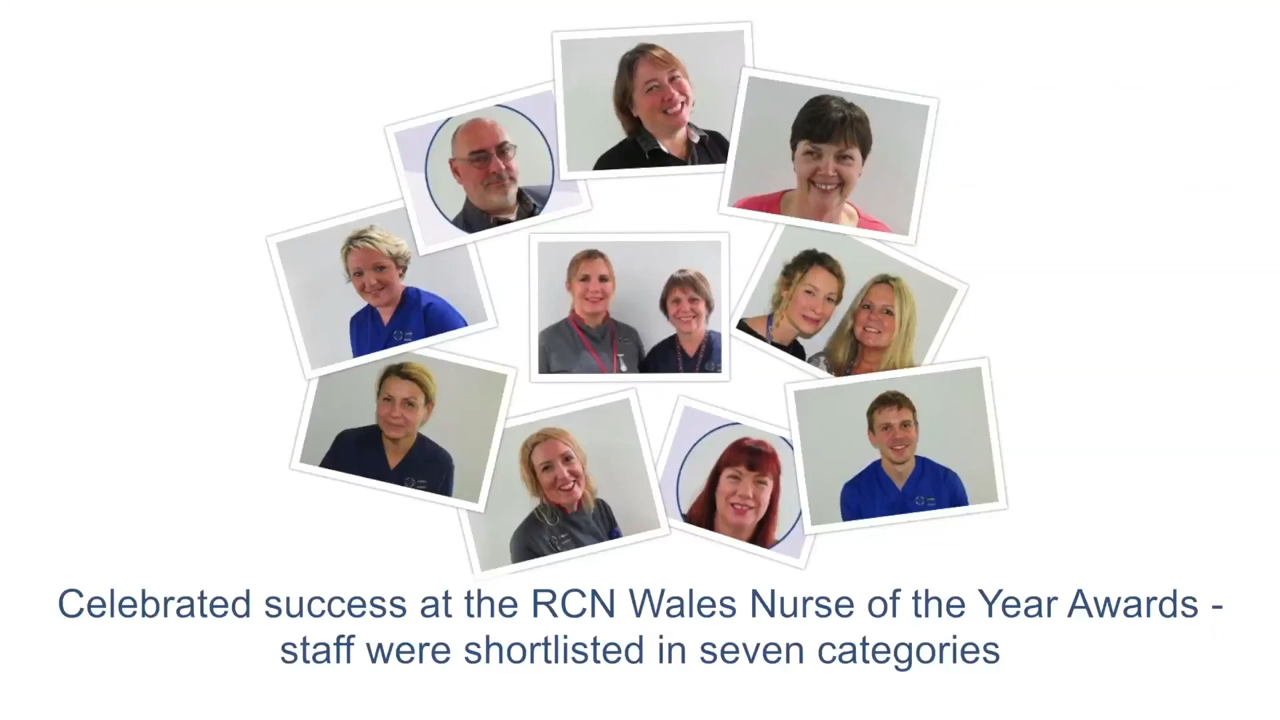 Celebrated success at the RCN Wales Nurse of the Year Awards -
staff were shortlisted in seven categories